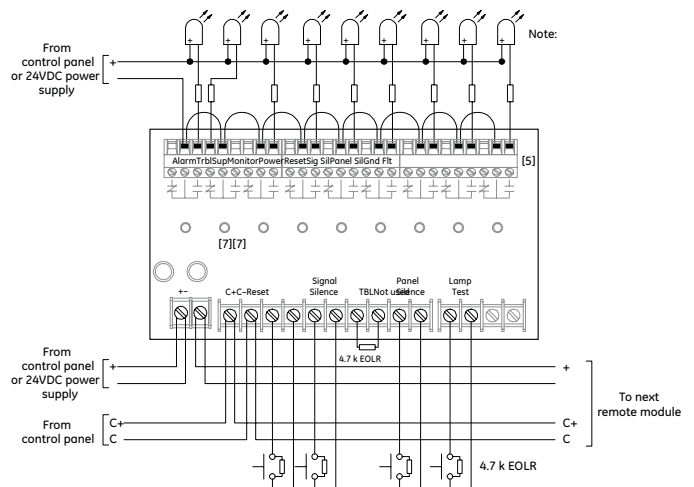 Note:
From
control panel
or 24VDC power
supply
+
+ + + + + + + + +
AlarmTrblSupMonitorPowerResetSig SilPanel SilGnd Flt
[5]
[7][7]
+–
C+C–Reset
Signal
Silence
TBLNot used
Panel
Silence
Lamp
Test
4.7 k EOLR
From
control panel
or 24VDC power
supply
+
+
From
control panel
C+
C
C+
C
To next
remote module
4.7 k EOLR